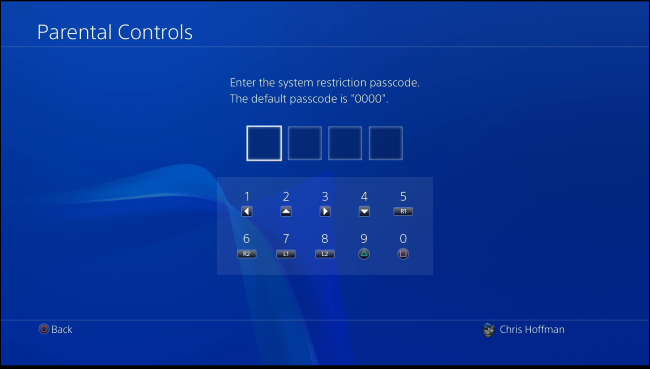 Parental Controls
Enter the system restriction passcode.
The default passcode is "0000".
1 2 3 4 5
R1
6 7 8 9 0
R2 L1 L2
Back
Chris Hoffman